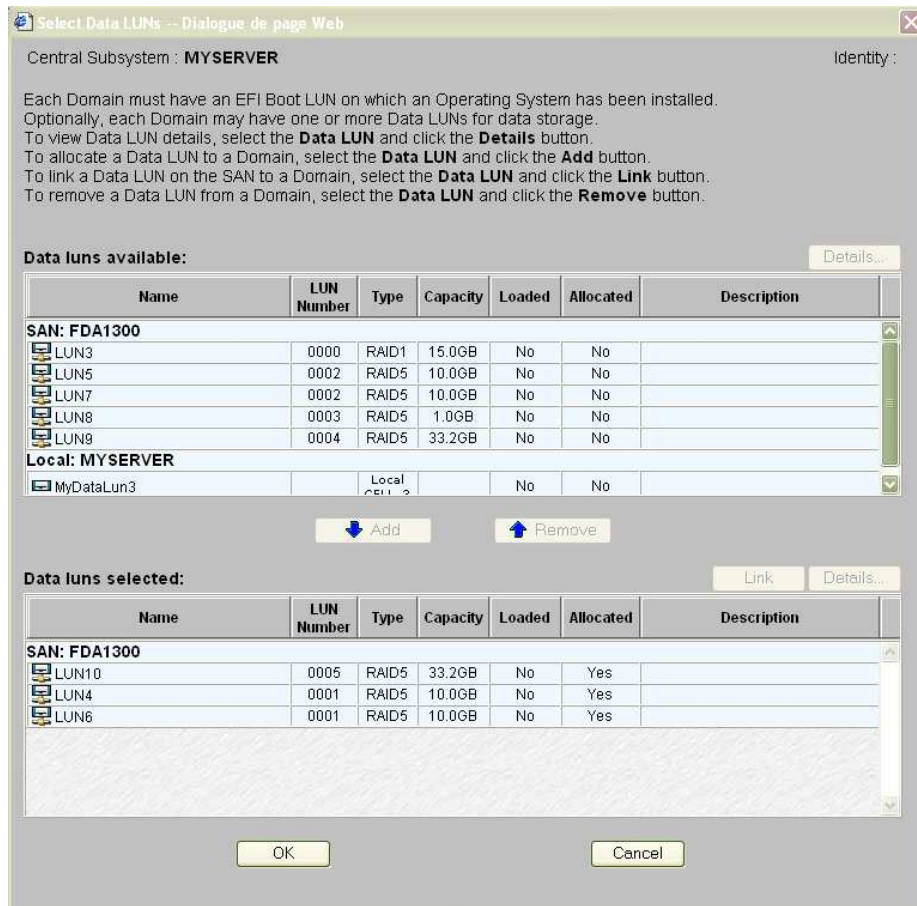 Select Data LUNs -- Dialogue de page Web
Central Subsystem : MYSERVER Identity :
Each Domain must have an EFI Boot LUN on which an Operating System has been installed.
Optionally, each Domain may have one or more Data LUNs for data storage.
To view Data LUN details, select the Data LUN and click the Details button.
To allocate a Data LUN to a Domain, select the Data LUN and click the Add button.
To link a Data LUN on the SAN to a Domain, select the Data LUN and click the Link button.
To remove a Data LUN from a Domain, select the Data LUN and click the Remove button.
Data luns available: Details...
Name LUN Number Type Capacity Loaded Allocated Description
SAN: FDA1300
LUN3 0000 RAID1 15.0GB No No
LUN5 0002 RAID5 10.0GB No No
LUN7 0002 RAID5 10.0GB No No
LUN8 0003 RAID5 1.0GB No No
LUN9 0004 RAID5 33.2GB No No
Local: MYSERVER
MyDataLun3 Local No No
Add Remove
Data luns selected: Link Details...
Name LUN Number Type Capacity Loaded Allocated Description
SAN: FDA1300
LUN10 0005 RAID5 33.2GB No Yes
LUN4 0001 RAID5 10.0GB No Yes
LUN6 0001 RAID5 10.0GB No Yes
OK Cancel